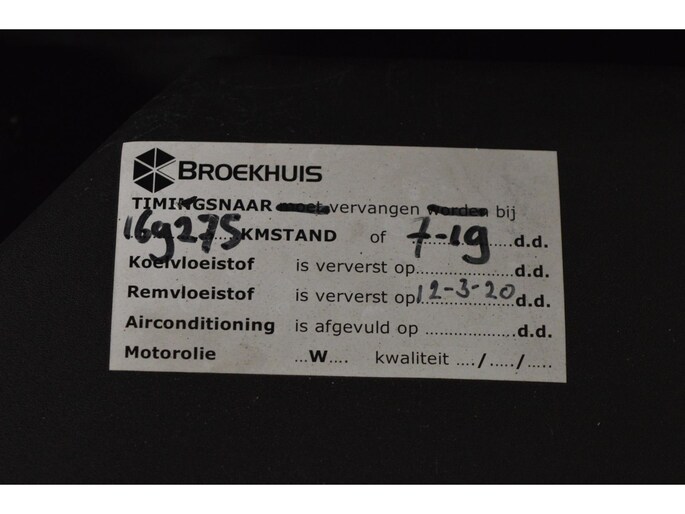 BROEKHUIS
TIMINGSNAAR moet vervangen worden bij
169275 KMSTAND of 7-19 d.d.
Koelvloeistof is ververst op................d.d.
Remvloeistof is ververst op 12-3-20 d.d.
Airconditioning is afgevuld op ................d.d.
Motorolie ...W.... kwaliteit ..../...../.....